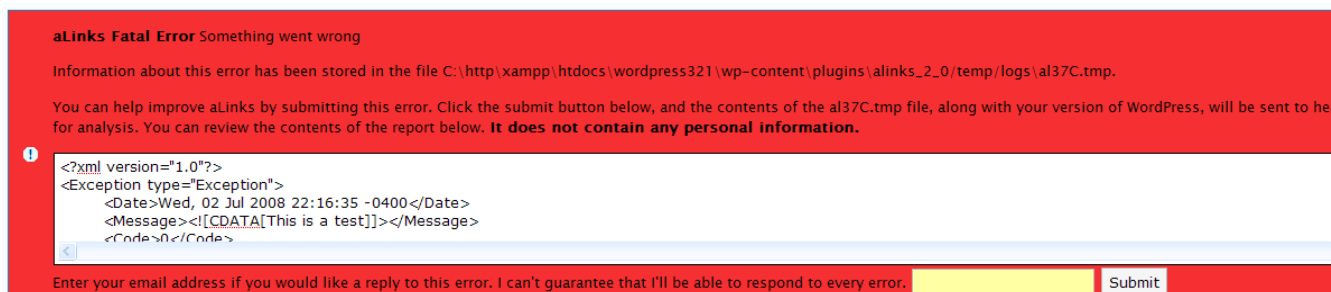 aLinks Fatal Error Something went wrong
Information about this error has been stored in the file C:\http\xampp\htdocs\wordpress321\wp-content\plugins\alinks_2_0/temp/logs\al37C.tmp.
You can help improve aLinks by submitting this error. Click the submit button below, and the contents of the al37C.tmp file, along with your version of WordPress, will be sent to he
for analysis. You can review the contents of the report below. It does not contain any personal information.
<?xml version="1.0"?>
<Exception type="Exception">
<Date>Wed, 02 Jul 2008 22:16:35 -0400</Date>
<Message><![CDATA[This is a test]]></Message>
<Code>0</Code>
Enter your email address if you would like a reply to this error. I can't guarantee that I'll be able to respond to every error. Submit